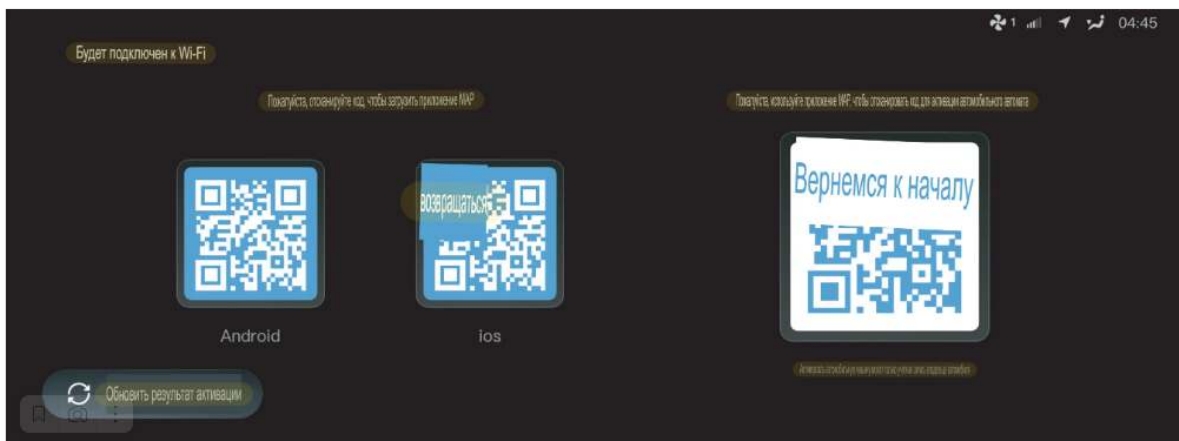 1 04:45
Будет подключен к Wi-Fi
Пожалуйста, отсканируйте код, чтобы загрузить приложение MAP
Пожалуйста, используйте приложение MAP, чтобы отсканировать код для активации автомобильного автомата
возвращаться
Вернемся к началу
Android
ios
Обновить результат активации